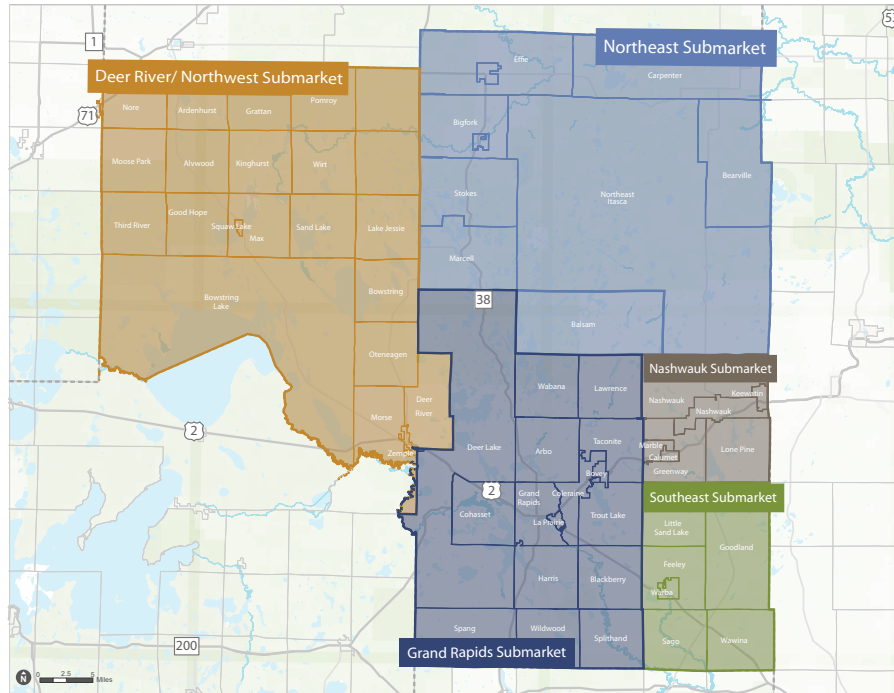 53
1
Northeast Submarket
Effie
Carpenter
Deer River/ Northwest Submarket
71
Nore
Ardenhurst
Grattan
Pomroy
Bigfork
Moose Park
Alvwood
Kinghurst
Wirt
Bearville
Stokes
Northeast
Itasca
Third River
Good Hope
Squaw Lake
Max
Sand Lake
Lake Jessie
Marcell
Bowstring
Lake
Bowstring
38
Balsam
Oteneagen
Nashwauk Submarket
Wabana
Lawrence
Nashwauk
Keewatin
Nashwauk
Deer
River
Morse
2
Zemple
Deer Lake
Arbo
Taconite
Marble
Calumet
Lone Pine
Bovey
Greenway
2
Grand
Rapids
Coleraine
Southeast Submarket
Cohasset
La Prairie
Trout Lake
Little
Sand Lake
Goodland
Feeley
Harris
Blackberry
Warba
200
Spang
Wildwood
Splithand
Sago
Wawina
Grand Rapids Submarket
N
0 2.5 5
Miles